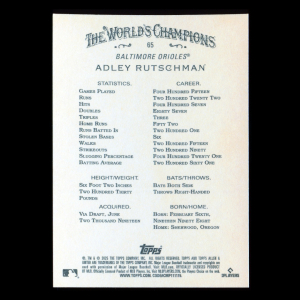 The World's Champions
65
BALTIMORE ORIOLES®
ADLEY RUTSCHMAN
STATISTICS.
CAREER.
Games Played
Four Hundred Fifteen
Runs
Two Hundred Twenty Two
Hits
Four Hundred Seven
Doubles
Eighty Seven
Triples
Three
Home Runs
Fifty Two
Runs Batted In
Two Hundred One
Stolen Bases
Six
Walks
Two Hundred Fifteen
Strikeouts
Two Hundred Ninety One
Slugging Percentage
Four Hundred Twenty Six
Batting Average
Two Hundred Sixty One
HEIGHT/WEIGHT.
BATS/THROWS.
Six Foot Two Inches
Bats Both Side
Two Hundred Thirty
Throws Right-Handed
Pounds
ACQUIRED.
BORN/HOME.
Via Draft, June
Born: February Sixth,
Two Thousand Nineteen
Nineteen Ninety Eight
Home: Sherwood, Oregon
Topps